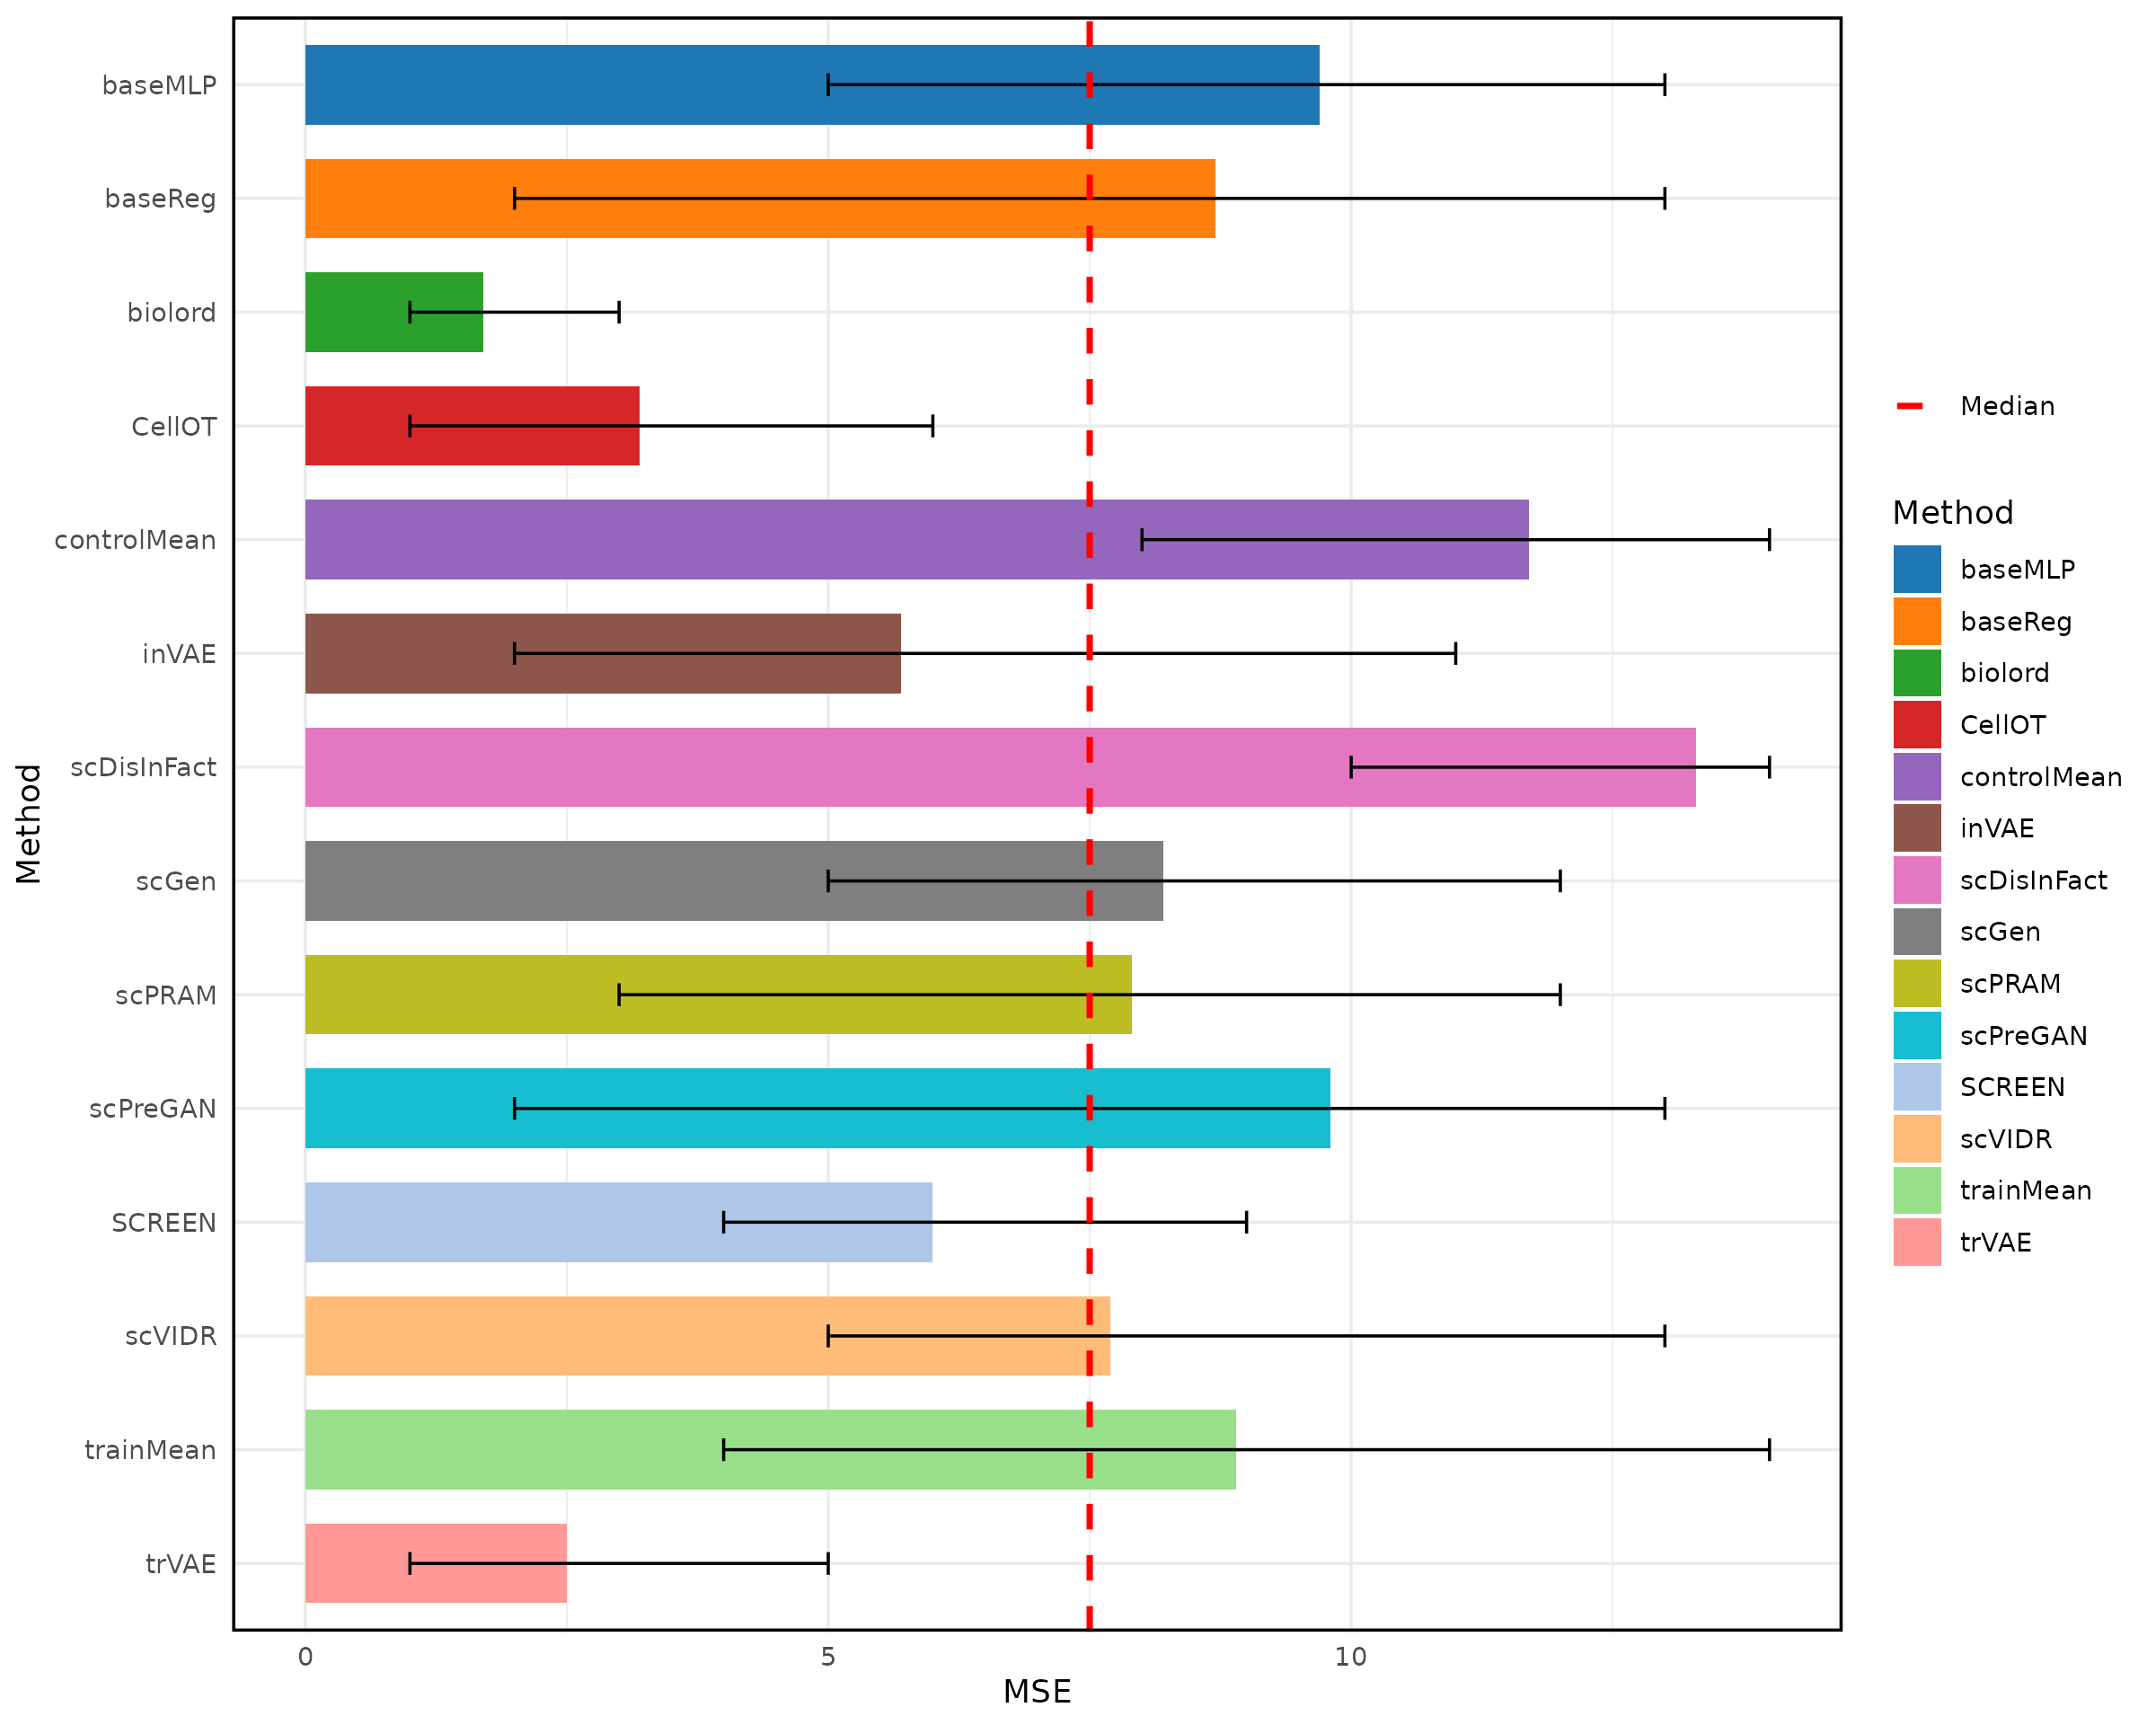 baseMLP
baseReg
biolord
CellOT
controlMean
inVAE
scDisInFact
scGen
scPRAM
scPreGAN
SCREEN
scVIDR
trainMean
trVAE
Method
0 5 10
MSE
Median
Method
baseMLP
baseReg
biolord
CellOT
controlMean
inVAE
scDisInFact
scGen
scPRAM
scPreGAN
SCREEN
scVIDR
trainMean
trVAE